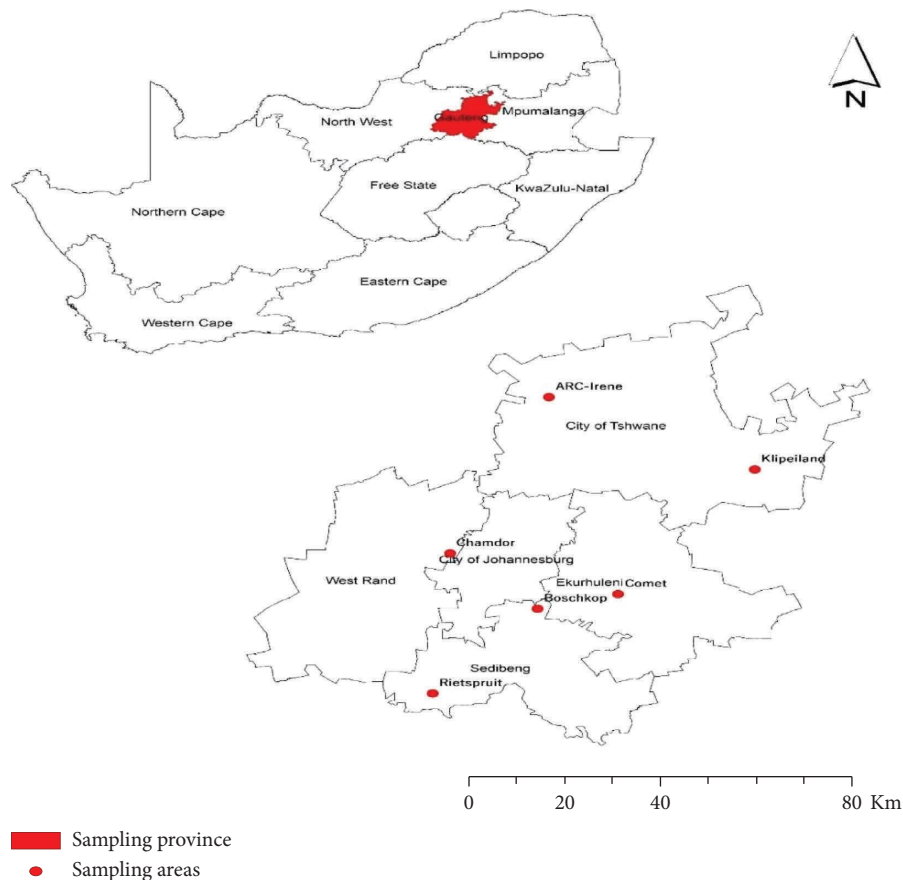 Limpopo
N
Mpumalanga
North West
Gauteng
Free State
KwaZulu-Natal
Northern Cape
Eastern Cape
Western Cape
ARC-Irene
City of Tshwane
Klipeiland
Chamdor
City of Johannesburg
West Rand
Ekurhuleni
Comet
Boschkop
Sedibeng
Rietspruit
0 20 40 80 Km
Sampling province
Sampling areas